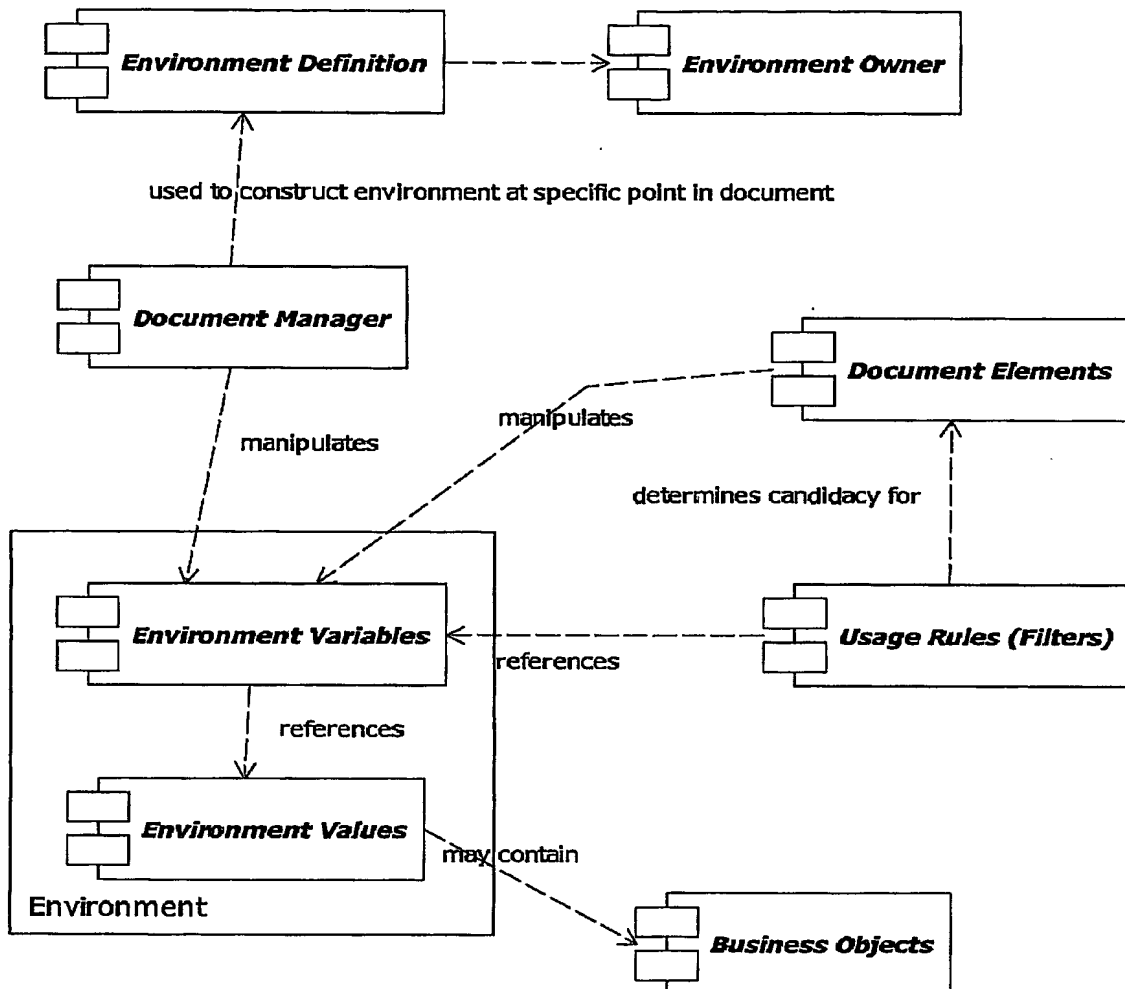 Environment Definition
Environment Owner
used to construct environment at specific point in document
Document Manager
Document Elements
manipulates
manipulates
determines candidacy for
Environment Variables
Usage Rules (Filters)
references
references
Environment Values
may contain
Environment
Business Objects